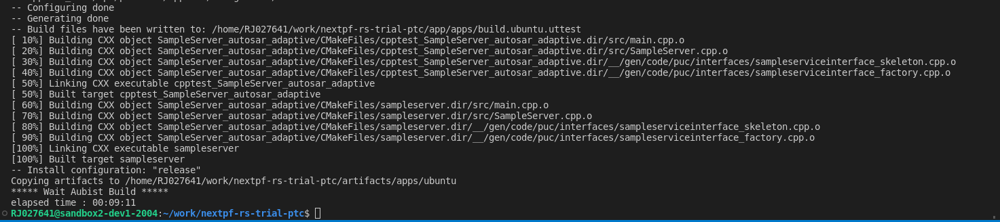 -- Configuring done
-- Generating done
-- Build files have been written to: /home/RJ027641/work/nextpf-rs-trial-ptc/app/apps/build.ubuntu.uttest
[ 10%] Building CXX object SampleServer_autosar_adaptive/CMakeFiles/cpptest_SampleServer_autosar_adaptive.dir/src/main.cpp.o
[ 20%] Building CXX object SampleServer_autosar_adaptive/CMakeFiles/cpptest_SampleServer_autosar_adaptive.dir/src/SampleServer.cpp.o
[ 30%] Building CXX object SampleServer_autosar_adaptive/CMakeFiles/cpptest_SampleServer_autosar_adaptive.dir/__/gen/code/puc/interfaces/sampleserviceinterface_skeleton.cpp.o
[ 40%] Building CXX object SampleServer_autosar_adaptive/CMakeFiles/cpptest_SampleServer_autosar_adaptive.dir/__/gen/code/puc/interfaces/sampleserviceinterface_factory.cpp.o
[ 50%] Linking CXX executable cpptest_SampleServer_autosar_adaptive
[ 50%] Built target cpptest_SampleServer_autosar_adaptive
[ 60%] Building CXX object SampleServer_autosar_adaptive/CMakeFiles/sampleserver.dir/src/main.cpp.o
[ 70%] Building CXX object SampleServer_autosar_adaptive/CMakeFiles/sampleserver.dir/src/SampleServer.cpp.o
[ 80%] Building CXX object SampleServer_autosar_adaptive/CMakeFiles/sampleserver.dir/__/gen/code/puc/interfaces/sampleserviceinterface_skeleton.cpp.o
[ 90%] Building CXX object SampleServer_autosar_adaptive/CMakeFiles/sampleserver.dir/__/gen/code/puc/interfaces/sampleserviceinterface_factory.cpp.o
[100%] Linking CXX executable sampleserver
[100%] Built target sampleserver
-- Install configuration: "release"
Copying artifacts to /home/RJ027641/work/nextpf-rs-trial-ptc/artifacts/apps/ubuntu
***** Wait Aubist Build *****
elapsed time : 00:09:11
RJ027641@sandbox2-dev1-2004:~/work/nextpf-rs-trial-ptc$